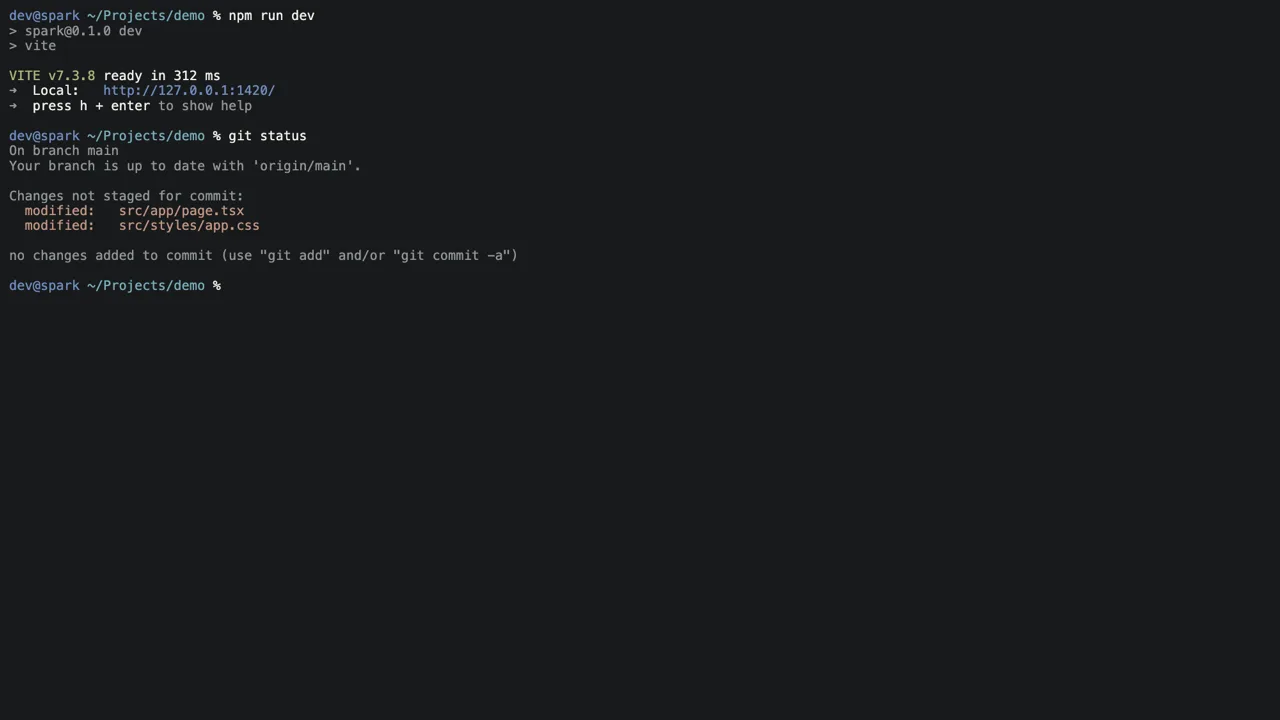 dev@spark ~/Projects/demo % npm run dev
> spark@0.1.0 dev
> vite
VITE v7.3.8 ready in 312 ms
→ Local: http://127.0.0.1:1420/
→ press h + enter to show help
dev@spark ~/Projects/demo % git status
On branch main
Your branch is up to date with 'origin/main'.
Changes not staged for commit:
modified: src/app/page.tsx
modified: src/styles/app.css
no changes added to commit (use "git add" and/or "git commit -a")
dev@spark ~/Projects/demo %